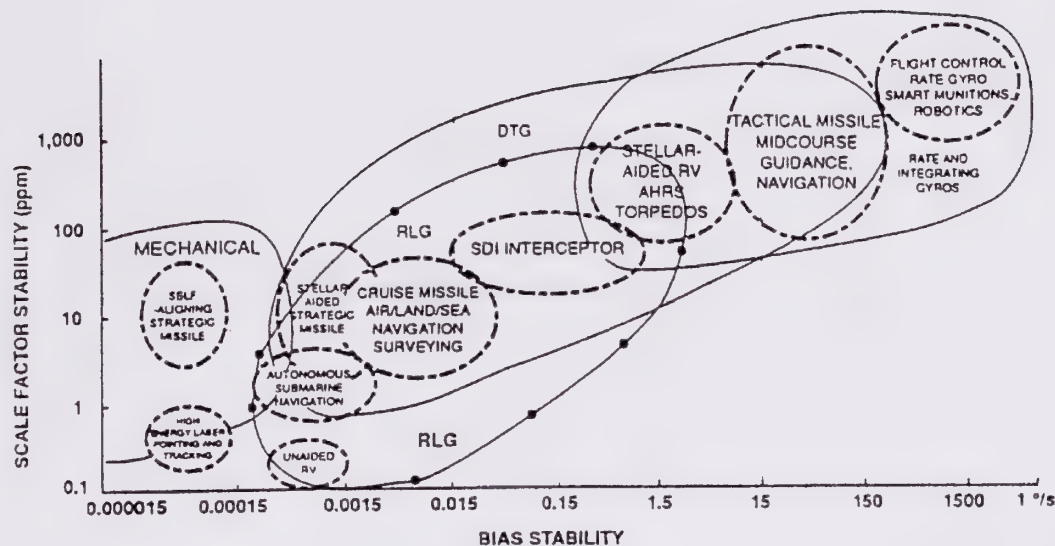 FLIGHT CONTROL
RATE GYRO
SMART MUNITIONS,
ROBOTICS
RATE AND
INTEGRATING
GYROS
TACTICAL MISSILE
MIDCOURSE
GUIDANCE,
NAVIGATION
DTG
STELLAR-
AIDED RV
AHRS
TORPEDOS
RLG
SDI INTERCEPTOR
MECHANICAL
SELF
-ALIGNING
STRATEGIC
MISSILE
STELLAR-
AIDED
STRATEGIC
MISSILE
CRUISE MISSILE
AIR/LAND/SEA
NAVIGATION
SURVEYING
AUTONOMOUS
SUBMARINE
NAVIGATION
HIGH
ENERGY LASER
POINTING AND
TRACKING
UNAIDED
RV
RLG
SCALE FACTOR STABILITY (ppm)
1,000
100
10
1
0.1
0.000015 0.00015 0.0015 0.015 0.15 1.5 15 150 1500 1 °/s
BIAS STABILITY